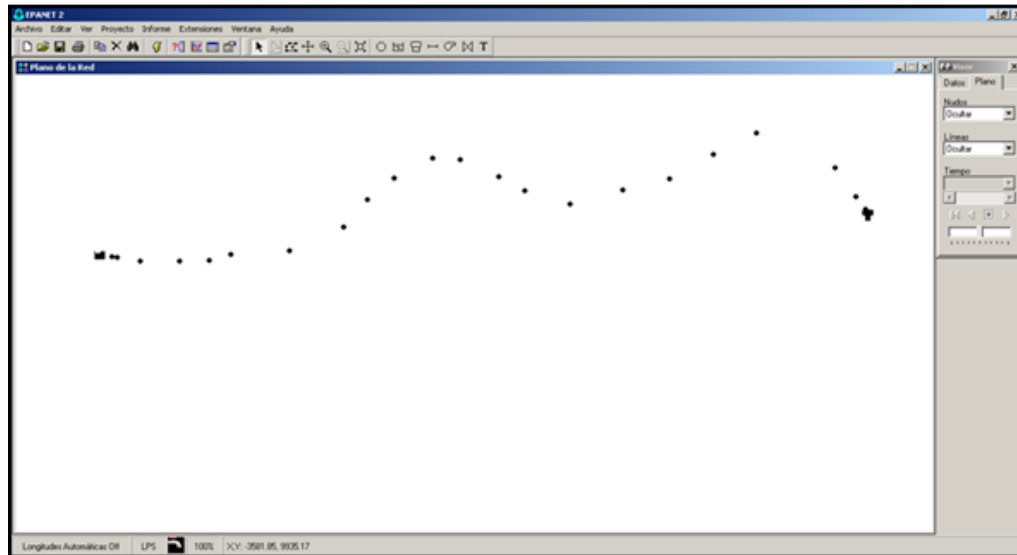 EPANET 2
Archivo Editar Ver Proyecto Informe Extensiones Ventana Ayuda
T
Plano de la Red
Visor
Datos Plano
Nudos
Ocultar
Líneas
Ocultar
Tiempo
Longitudes Automáticas Off LPS 100% X,Y: -3581.85, 9935.17